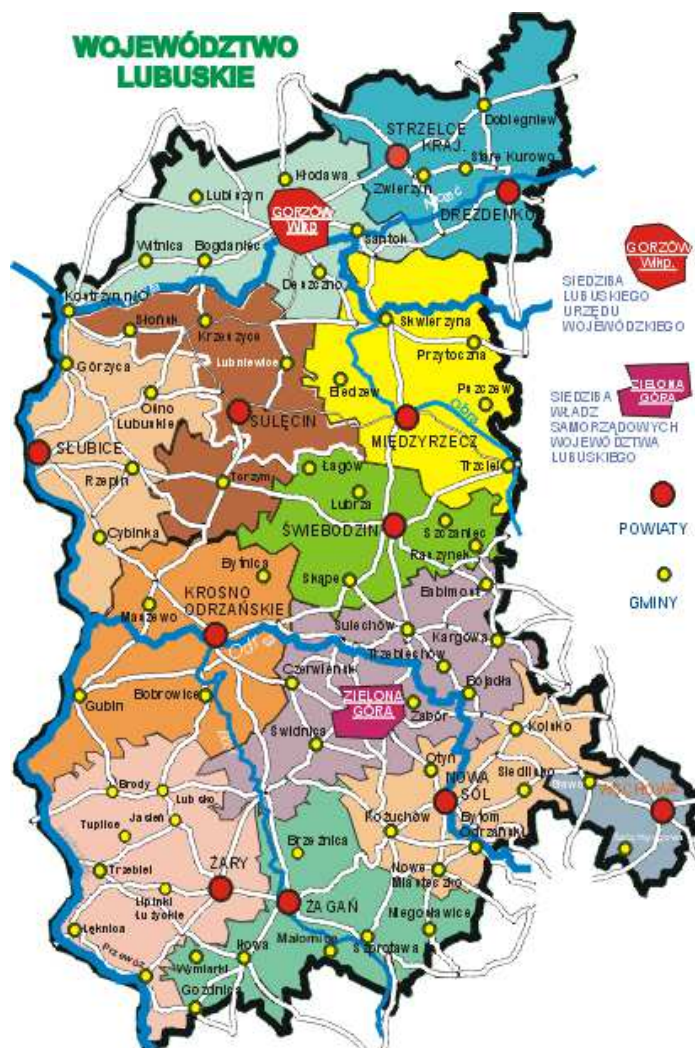 WOJEWÓDZTWO
LUBUSKIE
Dobiegniew
STRZELCE
KRAJ.
Stare Kurowo
Kłodawa
Zwierzyn
Lubiszyn
Noteć
DREZDENKO
GORZÓW
Wlkp
Santok
Witnica
Bogdaniec
Deszczno
Kostrzyn n/O
Słońsk
Krzeszyce
Skwierzyna
Przytoczna
Górzyca
Lubniewice
Bledzew
Pszczew
Ośno
Lubuskie
SULĘCIN
Obra
MIĘDZYRZECZ
SŁUBICE
Rzepin
Torzym
Łagów
Trzciel
Lubrza
Cybinka
ŚWIEBODZIN
Szczaniec
Zbąszynek
Bytnica
Skąpe
Babimost
KROSNO
ODRZAŃSKIE
Maszewo
Sulechów
Kargowa
Odra
Trzebiechów
Czerwieńsk
Bojadła
Gubin
Bobrowice
ZIELONA
GÓRA
Zabór
Świdnica
Kolsko
Otyń
Siedlisko
NOWA
SÓL
Sława
WSCHOWA
Brody
Lubsko
Tuplice
Jasień
Kożuchów
Bytom
Odrzański
Brzeźnica
Trzebiel
ŻARY
Nowe
Miasteczko
Lipinki
Łużyckie
ŻAGAŃ
Niegosławice
Łęknica
Przewóz
Iłowa
Małomice
Szprotawa
Wymiarki
Gozdnica
GORZÓW
Wlkp.
SIEDZIBA
LUBUSKIEGO
URZĘDU
WOJEWÓDZKIEGO
ZIELONA
GÓRA
SIEDZIBA
WŁADZ
SAMORZĄDOWYCH
WOJEWÓDZTWA
LUBUSKIEGO
POWIATY
GMINY